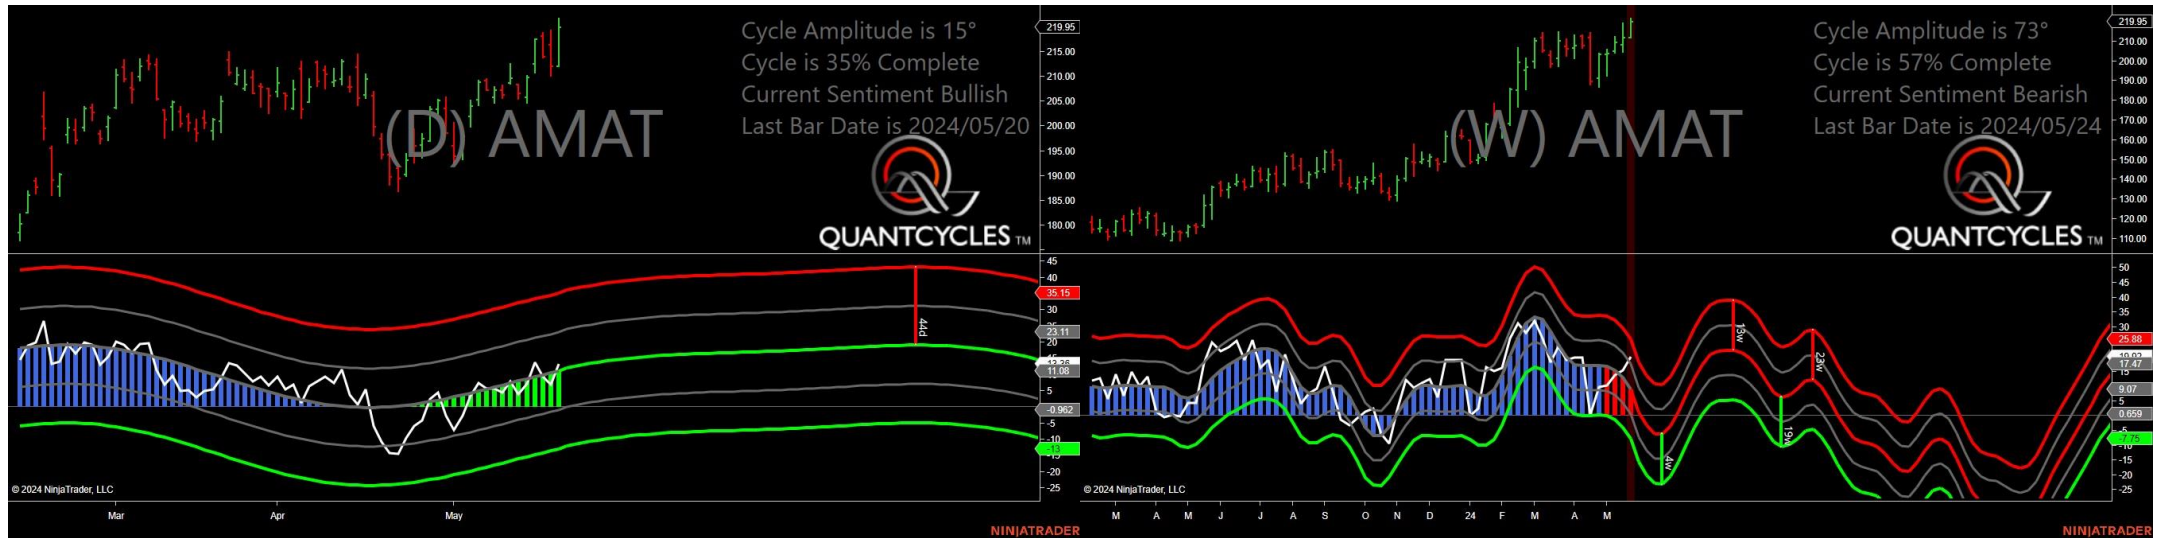 Cycle Amplitude is 15°
Cycle is 35% Complete
Current Sentiment Bullish
Last Bar Date is 2024/05/20
(D) AMAT
QUANTCYCLES TM
219.95
215.00
210.00
205.00
200.00
195.00
190.00
185.00
180.00
45
40
35.15
30
23.11
20
11.08
5
-0.962
-5
-10
-13
-20
-25
44d
© 2024 NinjaTrader, LLC
Mar Apr May
NINJATRADER
Cycle Amplitude is 73°
Cycle is 57% Complete
Current Sentiment Bearish
Last Bar Date is 2024/05/24
(W) AMAT
QUANTCYCLES TM
219.95
210.00
200.00
190.00
180.00
170.00
160.00
150.00
140.00
130.00
120.00
110.00
50
45
40
35
30
25.88
17.47
15
9.07
5
0.659
-7.75
-15
-20
-25
4w
13w
19w
23w
© 2024 NinjaTrader, LLC
M A M J J A S O N D 24 F M A M
NINJATRADER